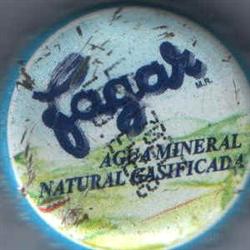 Fagar
M.R.
AGUA MINERAL
NATURAL GASIFICADA